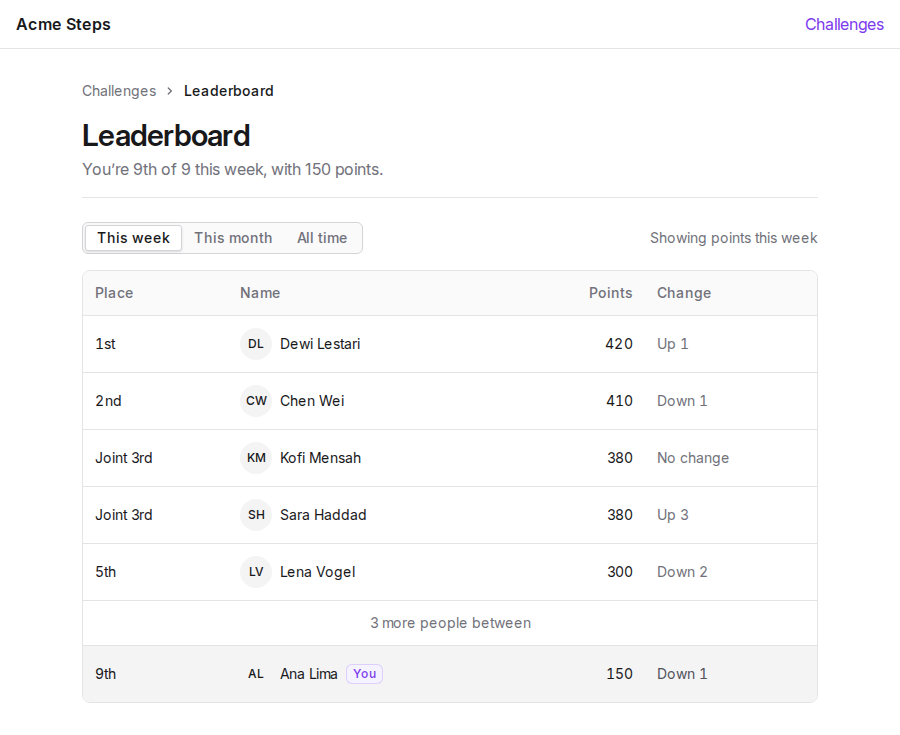 Acme Steps Challenges
Challenges Leaderboard
Leaderboard
You’re 9th of 9 this week, with 150 points.
This week This month All time Showing points this week
Place Name Points Change
1st DL Dewi Lestari 420 Up 1
2nd CW Chen Wei 410 Down 1
Joint 3rd KM Kofi Mensah 380 No change
Joint 3rd SH Sara Haddad 380 Up 3
5th LV Lena Vogel 300 Down 2
3 more people between
9th AL Ana Lima You 150 Down 1